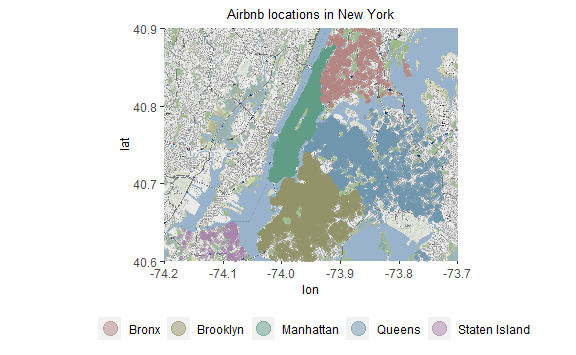 Airbnb locations in New York
40.9
40.8
40.7
40.6
lat
-74.2 -74.1 -74.0 -73.9 -73.8 -73.7
lon
Bronx Brooklyn Manhattan Queens Staten Island